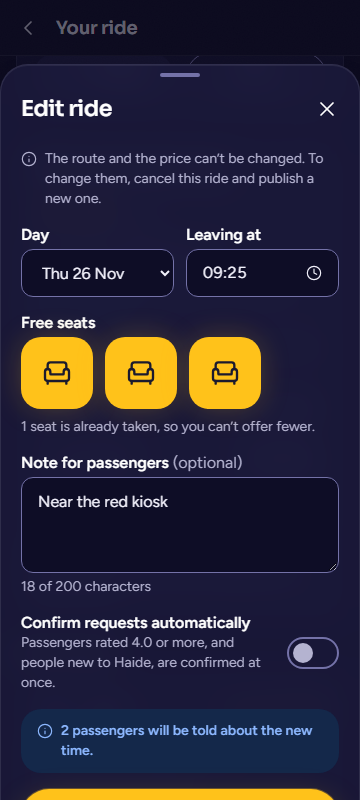 Your ride
Edit ride
The route and the price can't be changed. To
change them, cancel this ride and publish a
new one.
Day
Leaving at
Thu 26 Nov
09:25
Free seats
1 seat is already taken, so you can't offer fewer.
Note for passengers (optional)
Near the red kiosk
18 of 200 characters
Confirm requests automatically
Passengers rated 4.0 or more, and
people new to Haide, are confirmed at
once.
2 passengers will be told about the new
time.